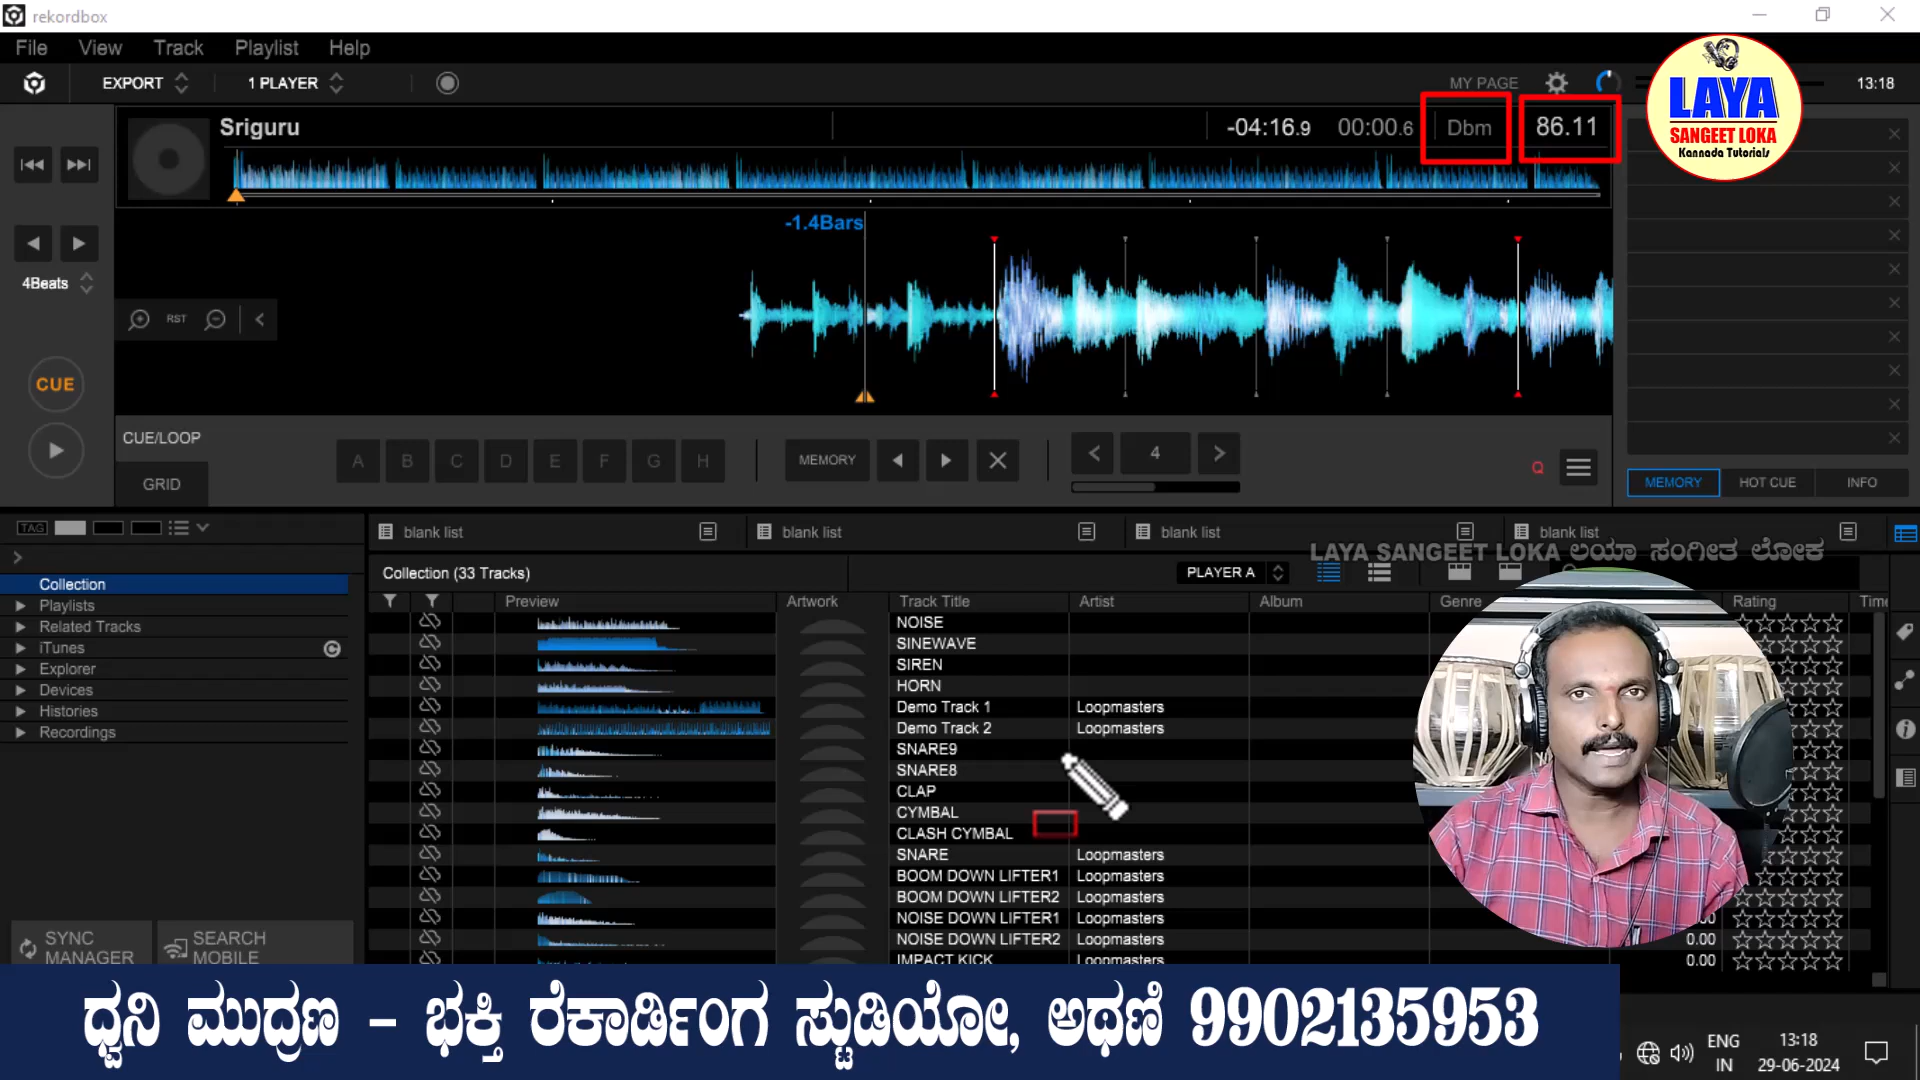 rekordbox
File View Track Playlist Help
EXPORT 1 PLAYER MY PAGE 13:18
LAYA
SANGEET LOKA
Kannada Tutorials
Sriguru -04:16.9 00:00.6 Dbm 86.11
-1.4Bars
4Beats
RST
CUE
CUE/LOOP
A B C D E F G H MEMORY 4 Q
GRID
MEMORY HOT CUE INFO
TAG blank list blank list blank list blank list
LAYA SANGEET LOKA ಲಯಾ ಸಂಗೀತ ಲೋಕ
Collection (33 Tracks) PLAYER A
Collection
Playlists
Related Tracks
iTunes
Explorer
Devices
Histories
Recordings
Preview Artwork Track Title Artist Album Genre Rating Time
NOISE
SINEWAVE
SIREN
HORN
Demo Track 1 Loopmasters
Demo Track 2 Loopmasters
SNARE9
SNARE8
CLAP
CYMBAL
CLASH CYMBAL
SNARE Loopmasters
BOOM DOWN LIFTER1 Loopmasters
BOOM DOWN LIFTER2 Loopmasters
NOISE DOWN LIFTER1 Loopmasters
NOISE DOWN LIFTER2 Loopmasters 0.00
IMPACT KICK Loopmasters 0.00
SYNC
MANAGER
SEARCH
MOBILE
ಧ್ವನಿ ಮುದ್ರಣ - ಭಕ್ತಿ ರೆಕಾರ್ಡಿಂಗ ಸ್ಟುಡಿಯೋ, ಅಥಣಿ 9902135953
ENG
IN
13:18
29-06-2024